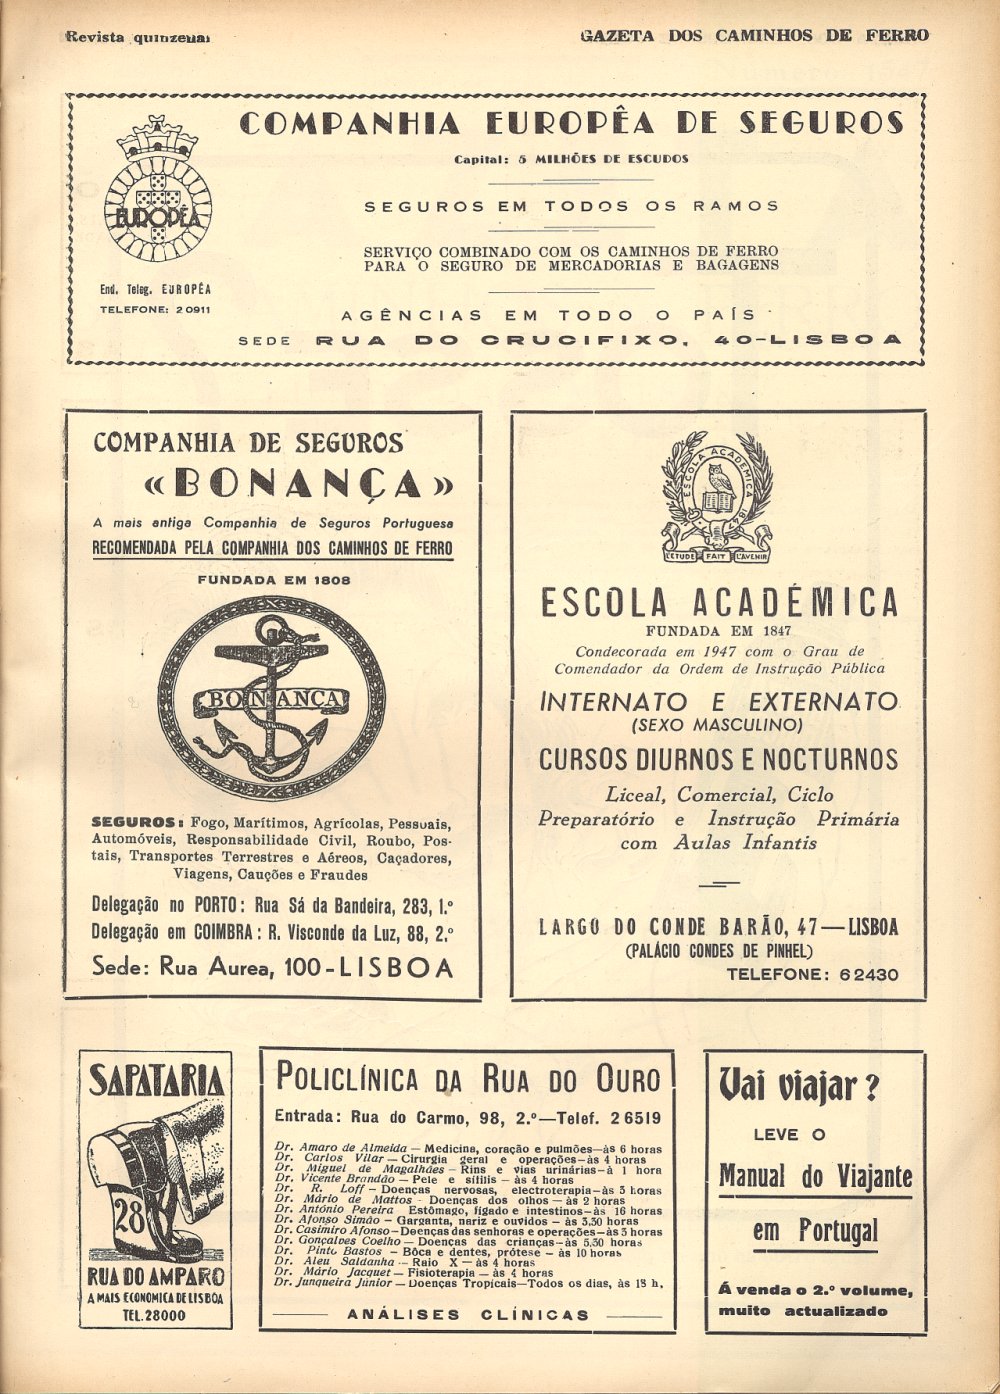 Revista quinzenal
GAZETA DOS CAMINHOS DE FERRO
COMPANHIA EUROPÊA DE SEGUROS
Capital: 5 MILHÕES DE ESCUDOS
EUROPÊA
SEGUROS EM TODOS OS RAMOS
SERVIÇO COMBINADO COM OS CAMINHOS DE FERRO
PARA O SEGURO DE MERCADORIAS E BAGAGENS
End. Teleg. EUROPÊA
TELEFONE: 2 0911
AGÊNCIAS EM TODO O PAÍS
SEDE RUA DO CRUCIFIXO, 40-LISBOA
COMPANHIA DE SEGUROS
«BONANÇA»
A mais antiga Companhia de Seguros Portuguesa
RECOMENDADA PELA COMPANHIA DOS CAMINHOS DE FERRO
FUNDADA EM 1808
BONANÇA
SEGUROS: Fogo, Marítimos, Agrícolas, Pessoais,
Automóveis, Responsabilidade Civil, Roubo, Pos-
tais, Transportes Terrestres e Aéreos, Caçadores,
Viagens, Cauções e Fraudes
Delegação no PORTO: Rua Sá da Bandeira, 283, 1.º
Delegação em COIMBRA: R. Visconde da Luz, 88, 2.º
Sede: Rua Aurea, 100-LISBOA
ESCOLA ACADÉMICA
1847
L'ETUDE FAIT L'AVENIR
ESCOLA ACADÉMICA
FUNDADA EM 1847
Condecorada em 1947 com o Grau de
Comendador da Ordem de Instrução Pública
INTERNATO E EXTERNATO
(SEXO MASCULINO)
CURSOS DIURNOS E NOCTURNOS
Liceal, Comercial, Ciclo
Preparatório e Instrução Primária
com Aulas Infantis
LARGO DO CONDE BARÃO, 47—LISBOA
(PALÁCIO CONDES DE PINHEL)
TELEFONE: 6 2430
SAPATARIA
28
RUA DO AMPARO
A MAIS ECONOMICA DE LISBOA
TEL. 28000
POLICLÍNICA DA RUA DO OURO
Entrada: Rua do Carmo, 98, 2.º—Telef. 2 6519
Dr. Amaro de Almeida — Medicina, coração e pulmões—às 6 horas
Dr. Carlos Vilar — Cirurgia geral e operações—às 4 horas
Dr. Miguel de Magalhães — Rins e vias urinárias—à 1 hora
Dr. Vicente Brandão — Pele e sífilis — às 4 horas
Dr. R. Loff — Doenças nervosas, electroterapia—às 3 horas
Dr. Mário de Mattos - Doenças dos olhos — às 2 horas
Dr. António Pereira - Estômago, fígado e intestinos—às 16 horas
Dr. Afonso Simão — Garganta, nariz e ouvidos — às 3,30 horas
Dr. Casimiro Afonso—Doenças das senhoras e operações—às 3 horas
Dr. Gonçalves Coelho — Doenças das crianças—às 5,30 horas
Dr. Pinto Bastos — Bôca e dentes, prótese — às 10 horas
Dr. Aleu Saldanha — Raio X — às 4 horas
Dr. Mário Jacquet — Fisioterapia — às 4 horas
Dr. Junqueira Júnior — Doenças Tropicais—Todos os dias, às 18 h.
ANÁLISES CLÍNICAS
Vai viajar?
LEVE O
Manual do Viajante
em Portugal
Á venda o 2.º volume,
muito actualizado